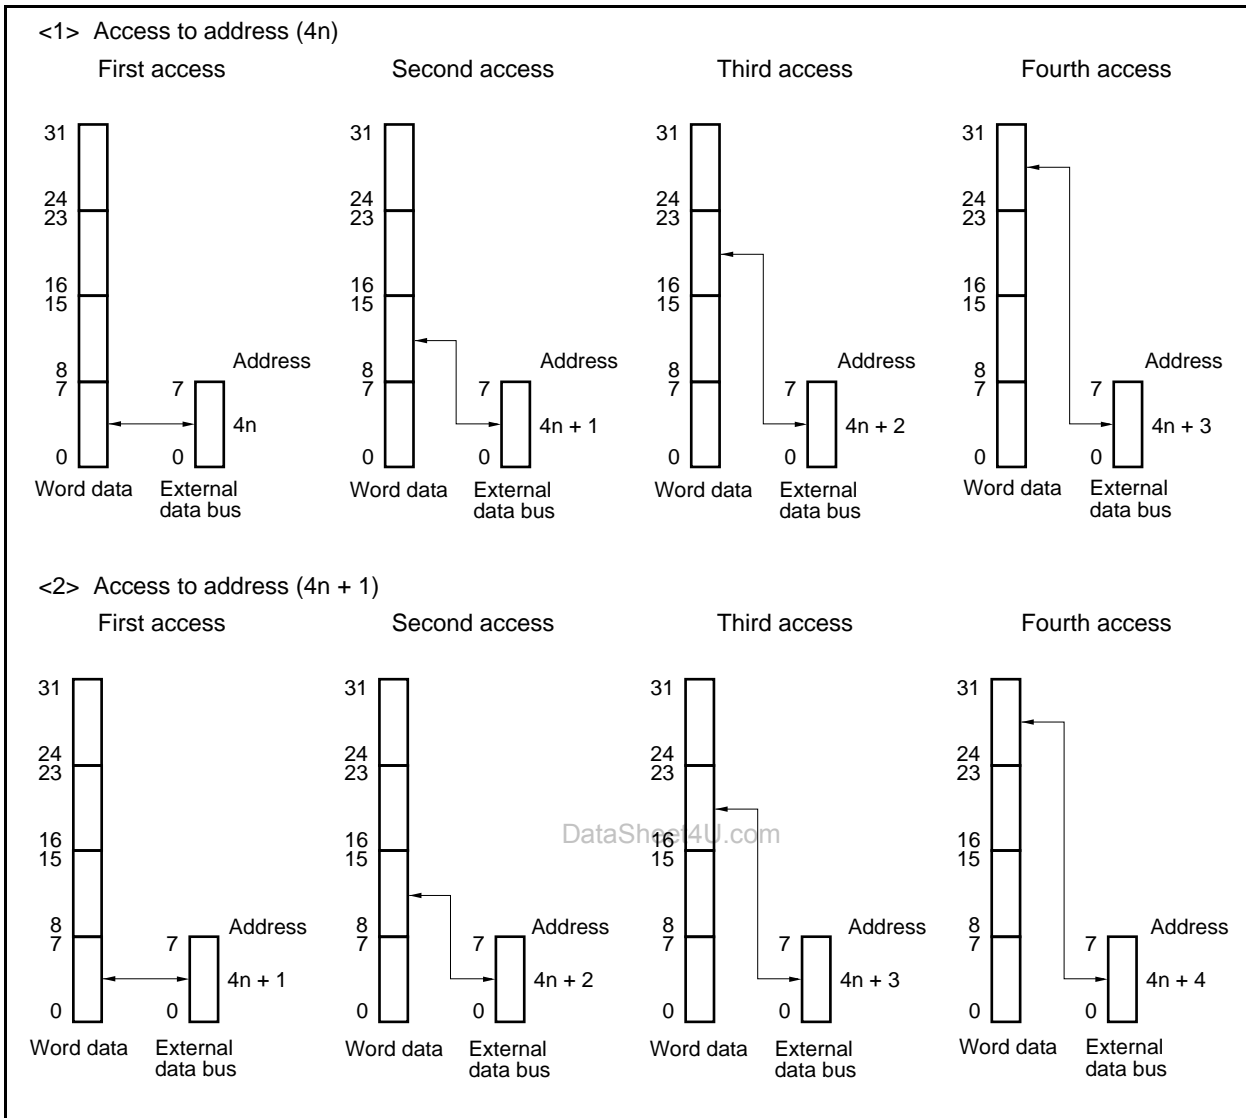 <1> Access to address (4n)
First access Second access Third access Fourth access
31 31 31 31
24 24 24 24
23 23 23 23
16 16 16 16
15 15 15 15
Address Address Address Address
8 8 8 8
7 7 7 7 7 7 7 7
4n 4n + 1 4n + 2 4n + 3
0 0 0 0 0 0 0 0
Word data External data bus Word data External data bus Word data External data bus Word data External data bus
<2> Access to address (4n + 1)
First access Second access Third access Fourth access
31 31 31 31
24 24 24 24
23 23 23 23
DataSheet4U.com
16 16 16 16
15 15 15 15
Address Address Address Address
8 8 8 8
7 7 7 7 7 7 7 7
4n + 1 4n + 2 4n + 3 4n + 4
0 0 0 0 0 0 0 0
Word data External data bus Word data External data bus Word data External data bus Word data External data bus